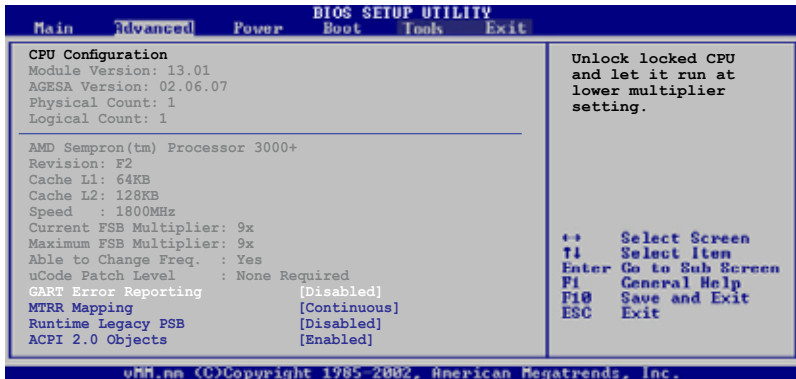 BIOS SETUP UTILITY
Main Advanced Power Boot Tools Exit
CPU Configuration
Module Version: 13.01
AGESA Version: 02.06.07
Physical Count: 1
Logical Count: 1
AMD Sempron(tm) Processor 3000+
Revision: F2
Cache L1: 64KB
Cache L2: 128KB
Speed : 1800MHz
Current FSB Multiplier: 9x
Maximum FSB Multiplier: 9x
Able to Change Freq. : Yes
uCode Patch Level : None Required
GART Error Reporting [Disabled]
MTRR Mapping [Continuous]
Runtime Legacy PSB [Disabled]
ACPI 2.0 Objects [Enabled]
Unlock locked CPU
and let it run at
lower multiplier
setting.
↔ Select Screen
↑↓ Select Item
Enter Go to Sub Screen
F1 General Help
F10 Save and Exit
ESC Exit
vMM.mm (C)Copyright 1985-2002, American Megatrends, Inc.